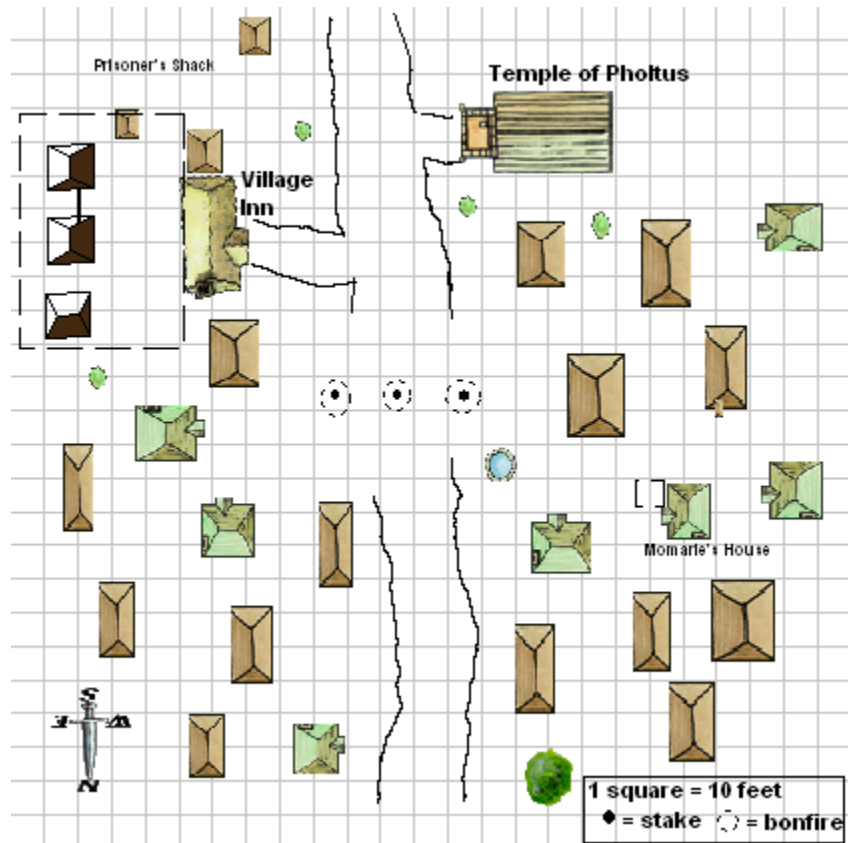 Prisoner's Shack
Temple of Pholtus
Village
Inn
Momarie's House
S
N
1 square = 10 feet
= stake
= bonfire